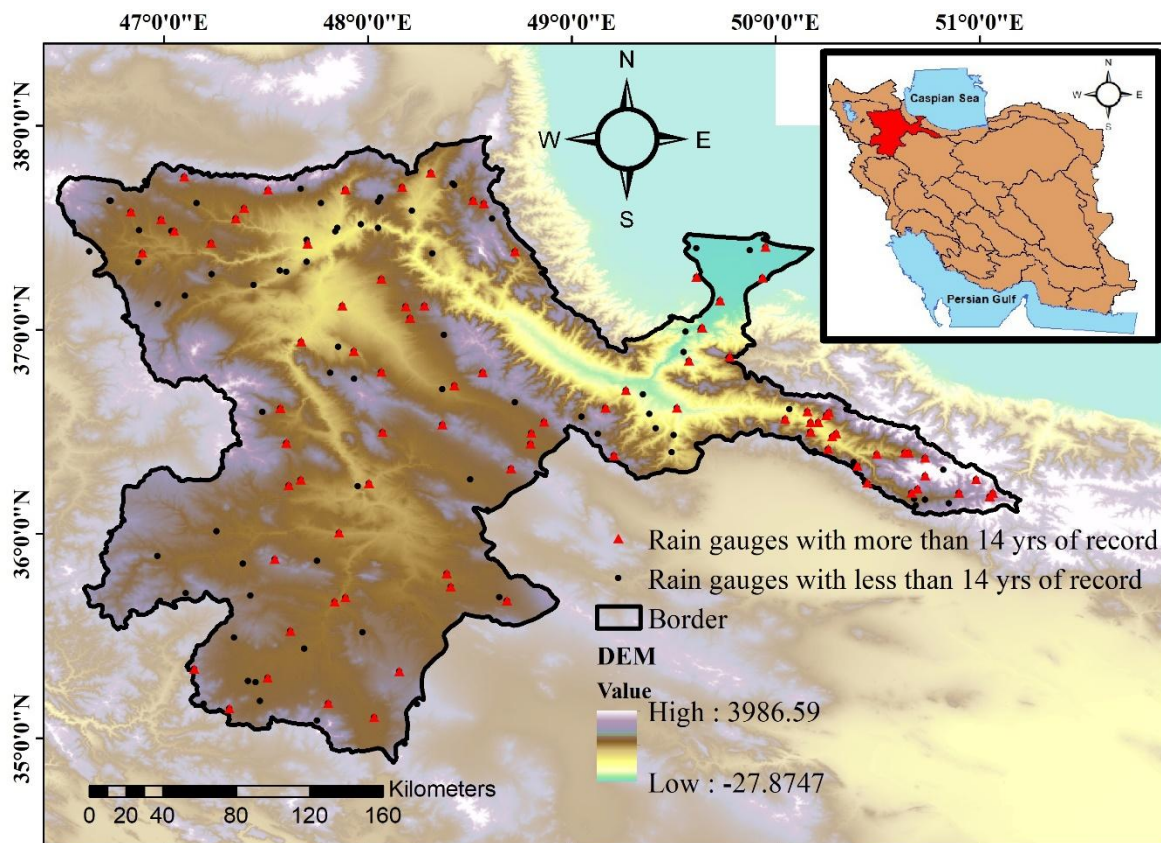 47°0'0"E 48°0'0"E 49°0'0"E 50°0'0"E 51°0'0"E
38°0'0"N
37°0'0"N
36°0'0"N
35°0'0"N
N
W E
S
N
S
Caspian Sea
Persian Gulf
Rain gauges with more than 14 yrs of record
Rain gauges with less than 14 yrs of record
Border
DEM
Value
High : 3986.59
Low : -27.8747
Kilometers
0 20 40 80 120 160